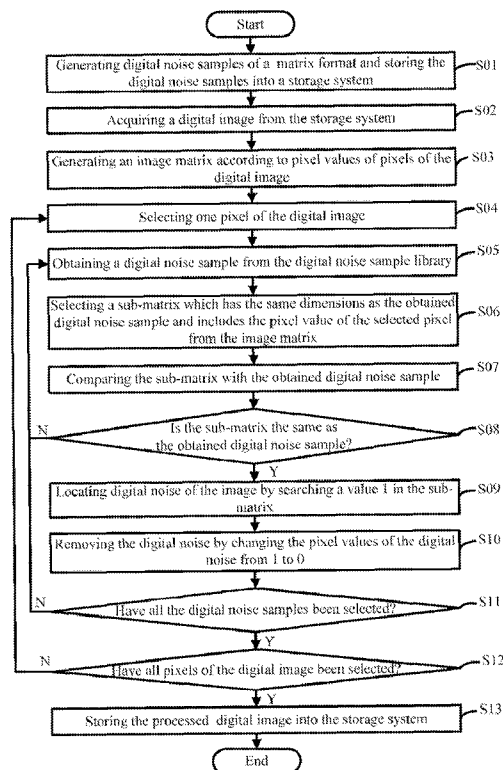 Start
Generating digital noise samples of a matrix format and storing the
digital noise samples into a storage system
S01
Acquiring a digital image from the storage system
S02
Generating an image matrix according to pixel values of pixels of the
digital image
S03
Selecting one pixel of the digital image
S04
Obtaining a digital noise sample from the digital noise sample library
S05
Selecting a sub-matrix which has the same dimensions as the obtained
digital noise sample and includes the pixel value of the selected pixel
from the image matrix
S06
Comparing the sub-matrix with the obtained digital noise sample
S07
N
Is the sub-matrix the same as
the obtained digital noise sample?
S08
Y
Locating digital noise of the image by searching a value 1 in the sub-
matrix
S09
Removing the digital noise by changing the pixel values of the digital
noise from 1 to 0
S10
N
Have all the digital noise samples been selected?
S11
Y
N
Have all pixels of the digital image been selected?
S12
Y
Storing the processed digital image into the storage system
S13
End